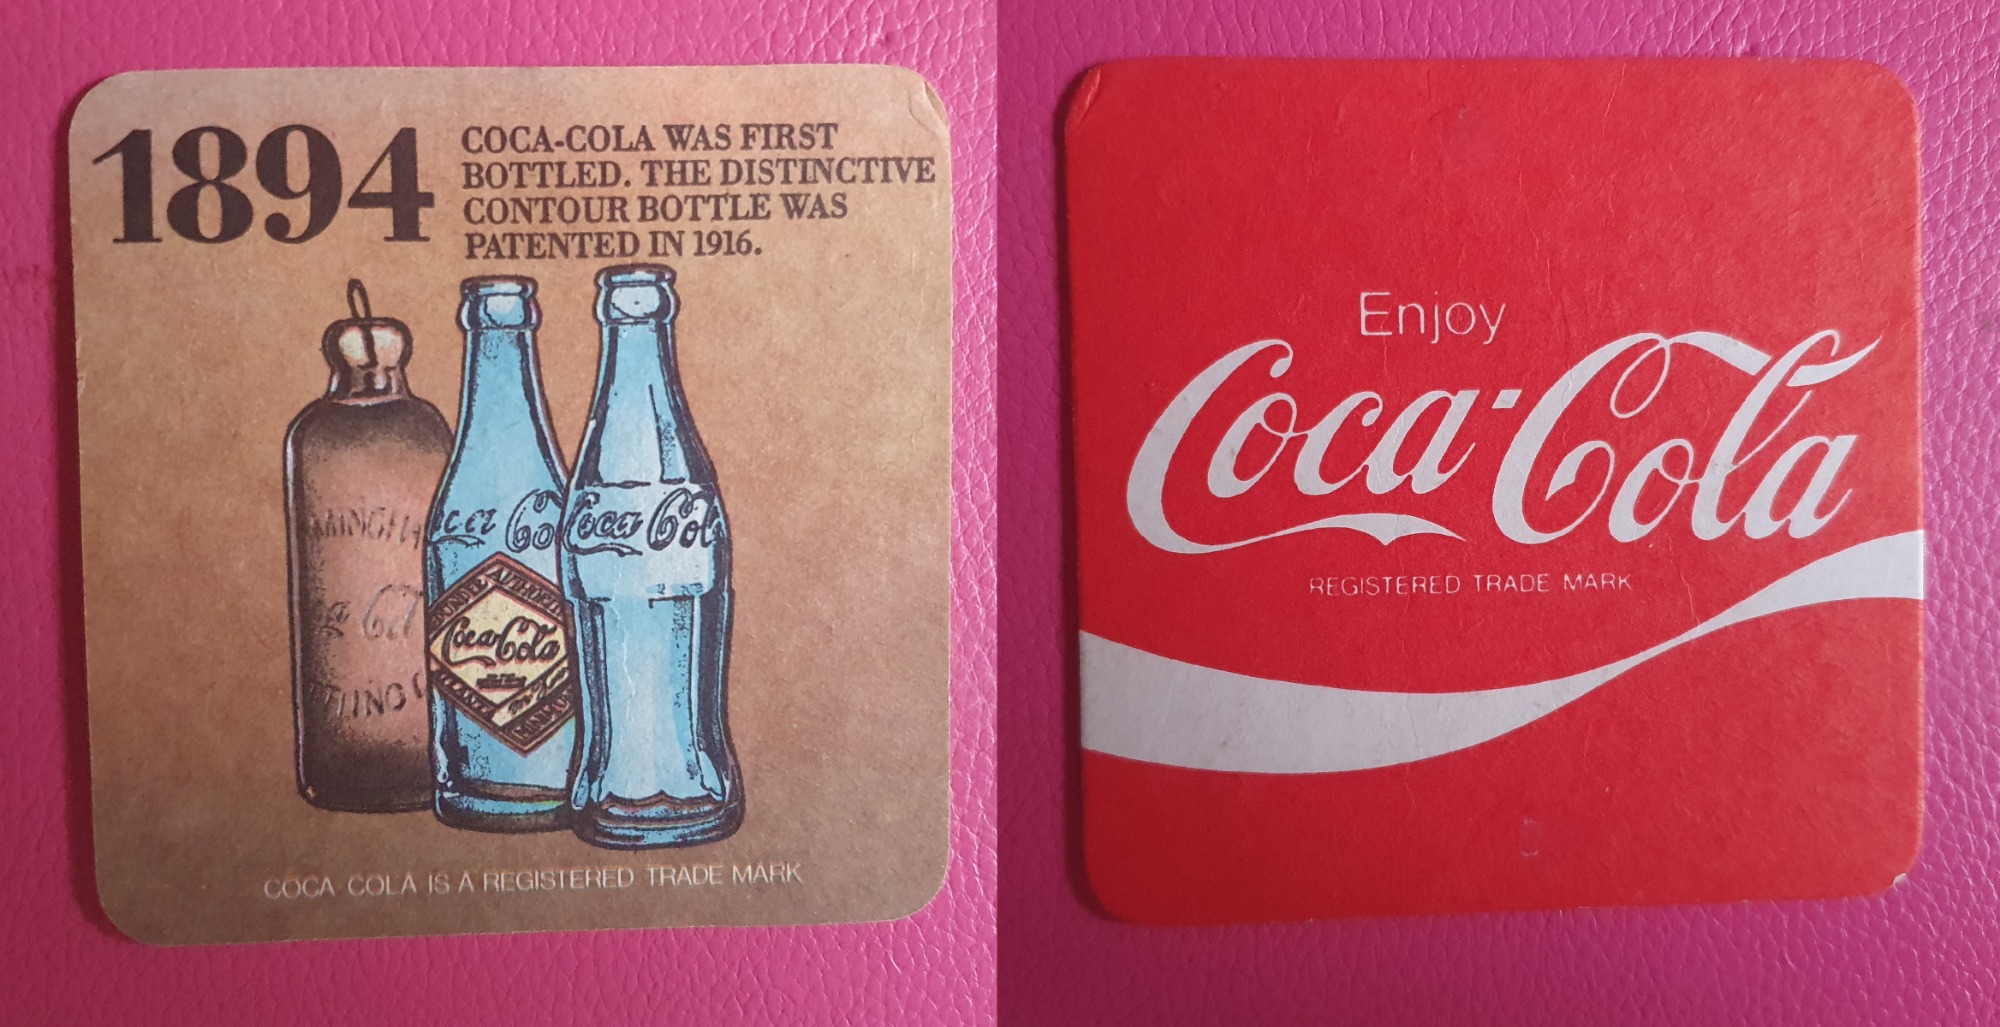 1894
COCA-COLA WAS FIRST
BOTTLED. THE DISTINCTIVE
CONTOUR BOTTLE WAS
PATENTED IN 1916.
Coca Col
Coca-Cola
COCA-COLA IS A REGISTERED TRADE MARK
Enjoy
Coca-Cola
REGISTERED TRADE MARK